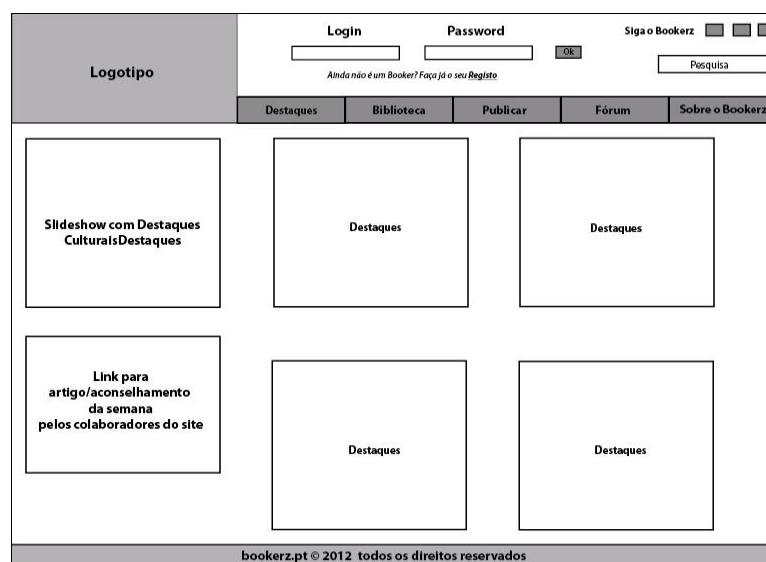 Logotipo
Login
Password
Ok
Ainda não é um Booker? Faça já o seu Registo
Siga o Bookerz
Pesquisa
Destaques
Biblioteca
Publicar
Fórum
Sobre o Bookerz
Slideshow com Destaques
CulturaisDestaques
Destaques
Destaques
Link para
artigo/aconselhamento
da semana
pelos colaboradores do site
Destaques
Destaques
bookerz.pt © 2012 todos os direitos reservados